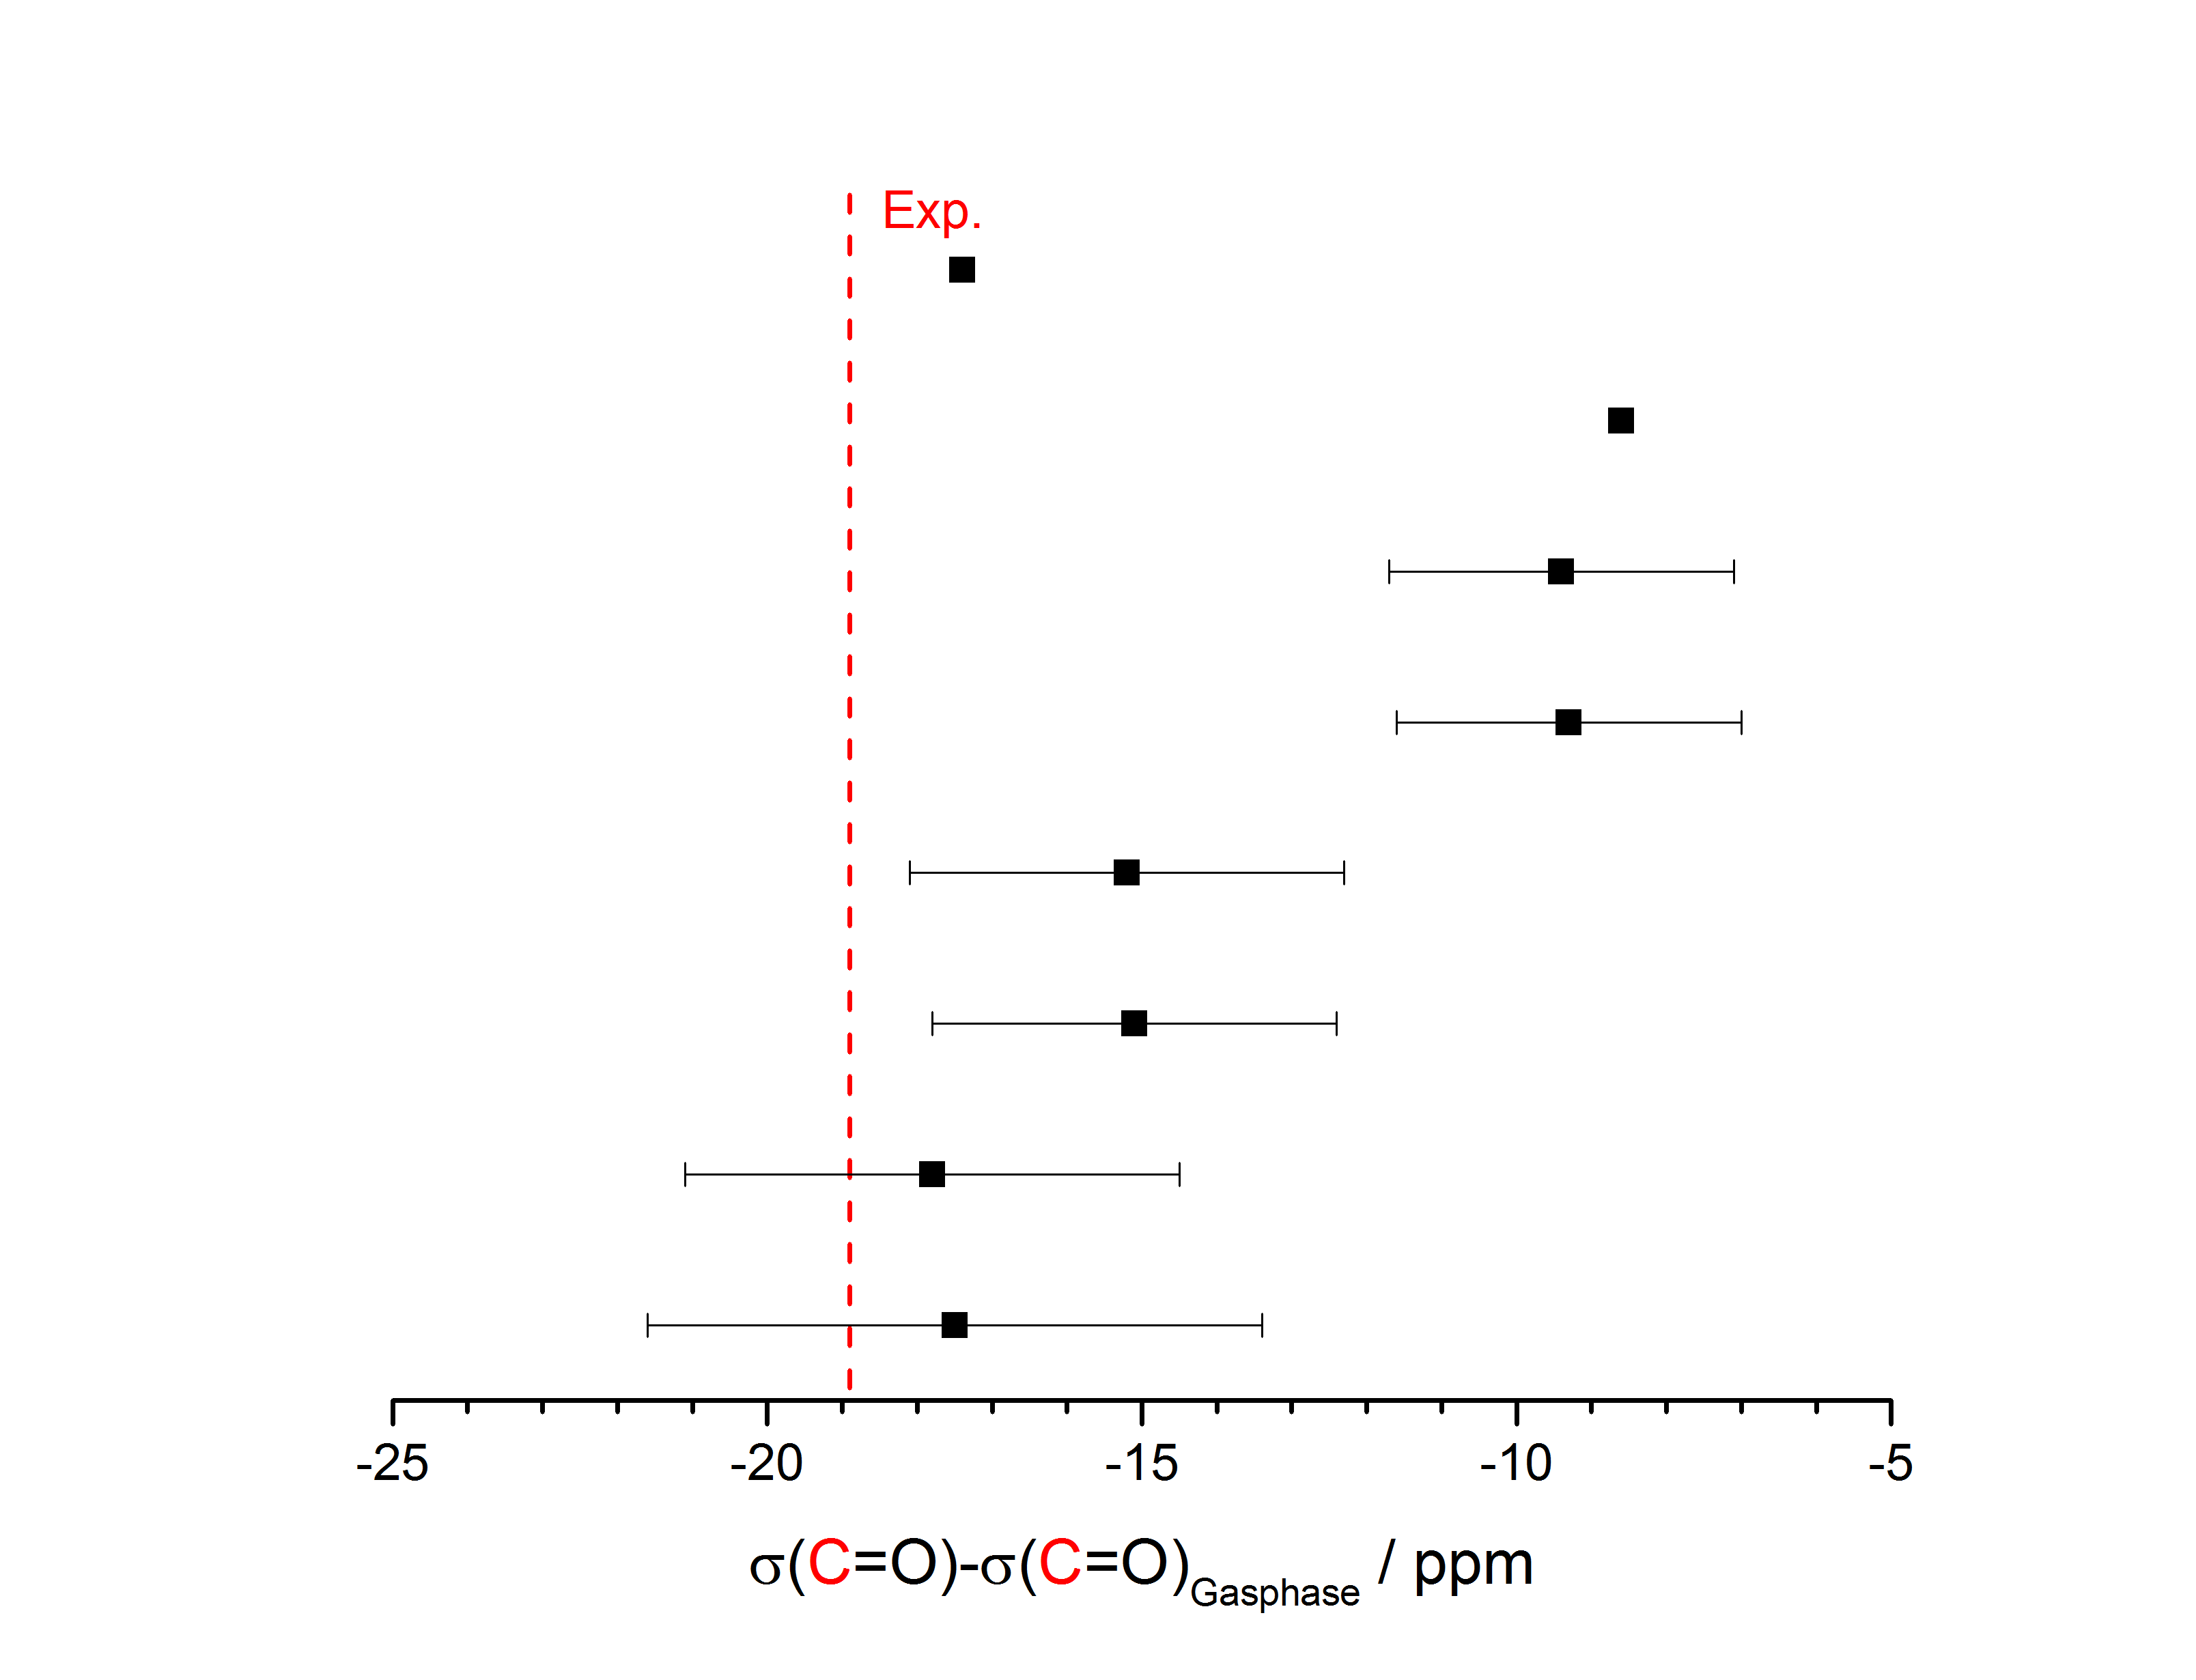 Exp.
-25 -20 -15 -10 -5
σ(C=O)-σ(C=O)Gasphase / ppm